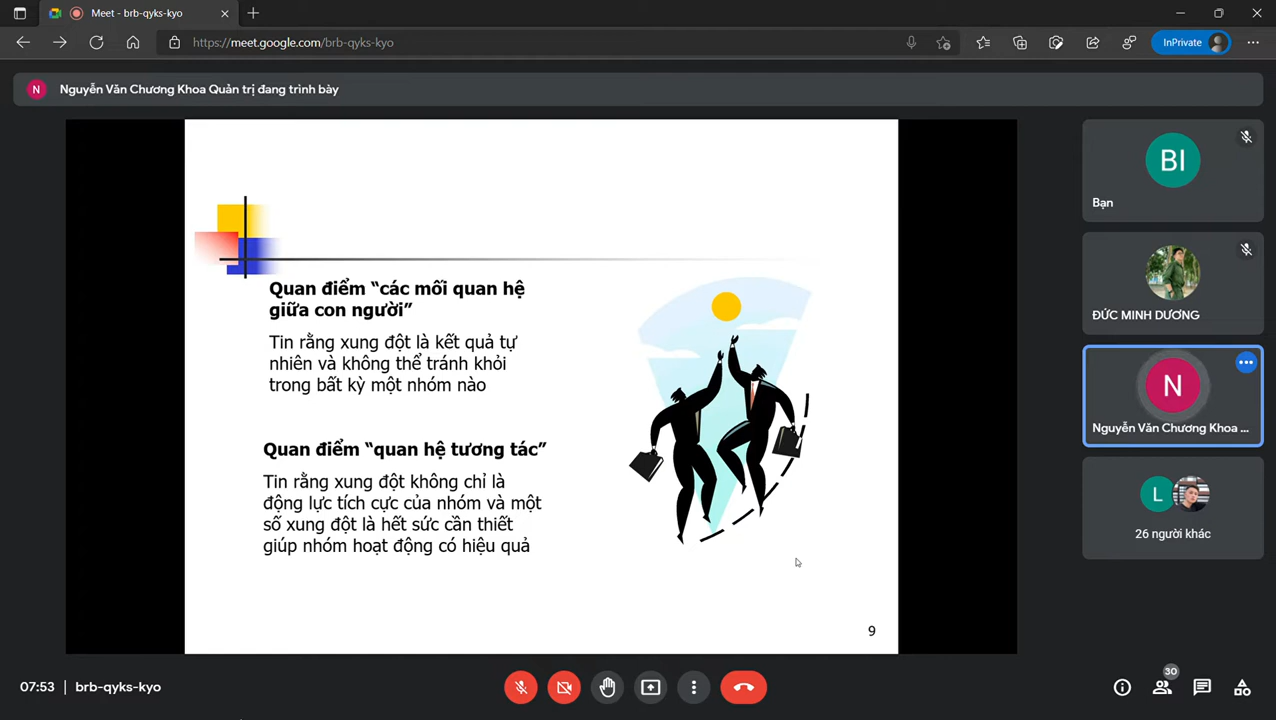 Meet - brb-qyks-kyo
https://meet.google.com/brb-qyks-kyo
InPrivate
N
Nguyễn Văn Chương Khoa Quản trị đang trình bày
Quan điểm “các mối quan hệ
giữa con người”
Tin rằng xung đột là kết quả tự
nhiên và không thể tránh khỏi
trong bất kỳ một nhóm nào
Quan điểm “quan hệ tương tác”
Tin rằng xung đột không chỉ là
động lực tích cực của nhóm và một
số xung đột là hết sức cần thiết
giúp nhóm hoạt động có hiệu quả
9
BI
Bạn
ĐỨC MINH DƯƠNG
N
Nguyễn Văn Chương Khoa ...
L
26 người khác
07:53 | brb-qyks-kyo
30